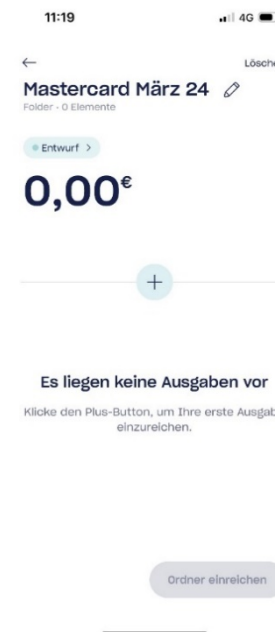 11:19
4G
Lösche
Mastercard März 24
Folder - 0 Elemente
Entwurf >
0,00€
+
Es liegen keine Ausgaben vor
Klicke den Plus-Button, um Ihre erste Ausgab
einzureichen.
Ordner einreichen